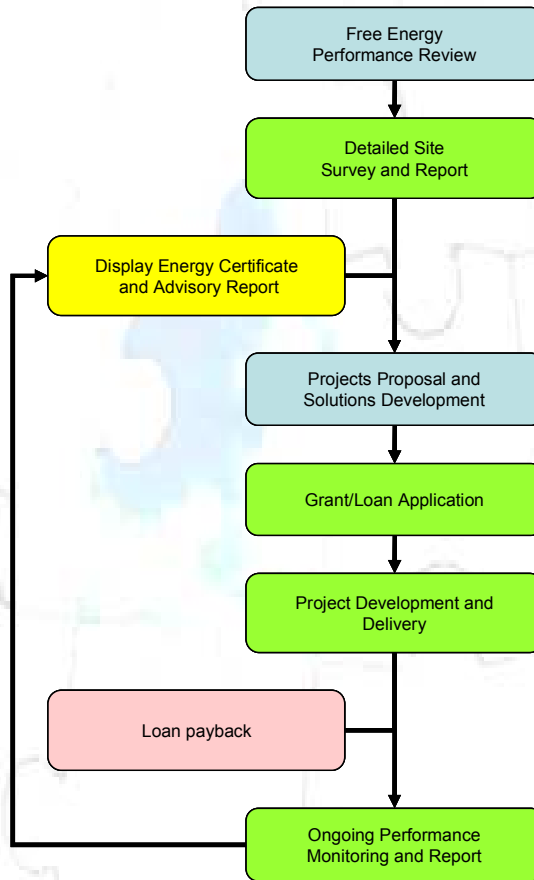 Free Energy
Performance Review
Detailed Site
Survey and Report
Display Energy Certificate
and Advisory Report
Projects Proposal and
Solutions Development
Grant/Loan Application
Project Development and
Delivery
Loan payback
Ongoing Performance
Monitoring and Report